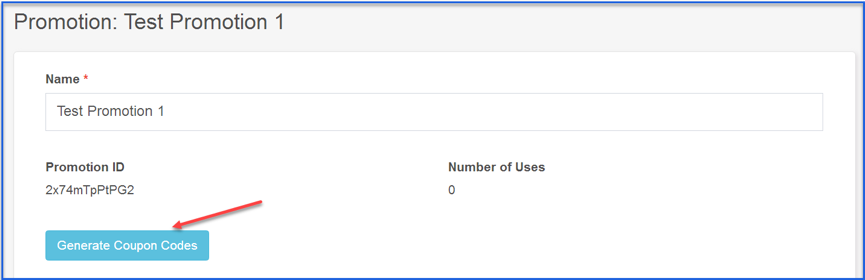 Promotion: Test Promotion 1
Name *
Test Promotion 1
Promotion ID
Number of Uses
2x74mTpPtPG2
0
Generate Coupon Codes